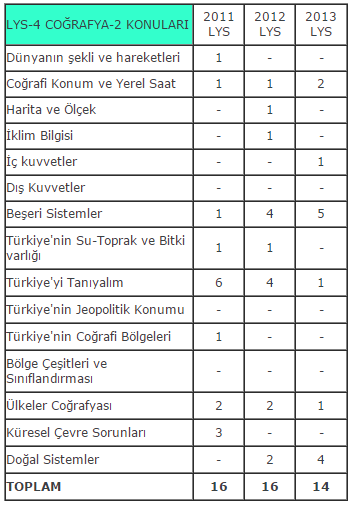 LYS-4 COĞRAFYA-2 KONULARI 2011 LYS 2012 LYS 2013 LYS
Dünyanın şekli ve hareketleri 1 - -
Coğrafi Konum ve Yerel Saat 1 1 2
Harita ve Ölçek - 1 -
İklim Bilgisi - 1 -
İç kuvvetler - - 1
Dış Kuvvetler - - -
Beşeri Sistemler 1 4 5
Türkiye'nin Su-Toprak ve Bitki
varlığı 1 1 -
Türkiye'yi Tanıyalım 6 4 1
Türkiye'nin Jeopolitik Konumu - - -
Türkiye'nin Coğrafi Bölgeleri 1 - -
Bölge Çeşitleri ve
Sınıflandırması - - -
Ülkeler Coğrafyası 2 2 1
Küresel Çevre Sorunları 3 - -
Doğal Sistemler - 2 4
TOPLAM 16 16 14